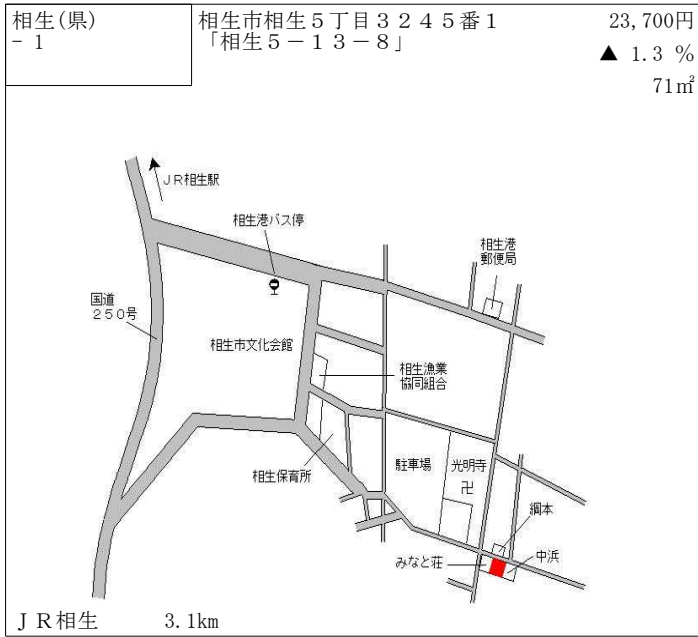 相生(県)
－ 1
相生市相生５丁目３２４５番１
「相生５－１３－８」
23,700円
▲ 1.3 %
71㎡
ＪＲ相生駅
相生港バス停
相生港
郵便局
国道
２５０号
相生市文化会館
相生漁業
協同組合
相生保育所
駐車場
光明寺
卍
綱本
みなと荘
中浜
ＪＲ相生
3.1km